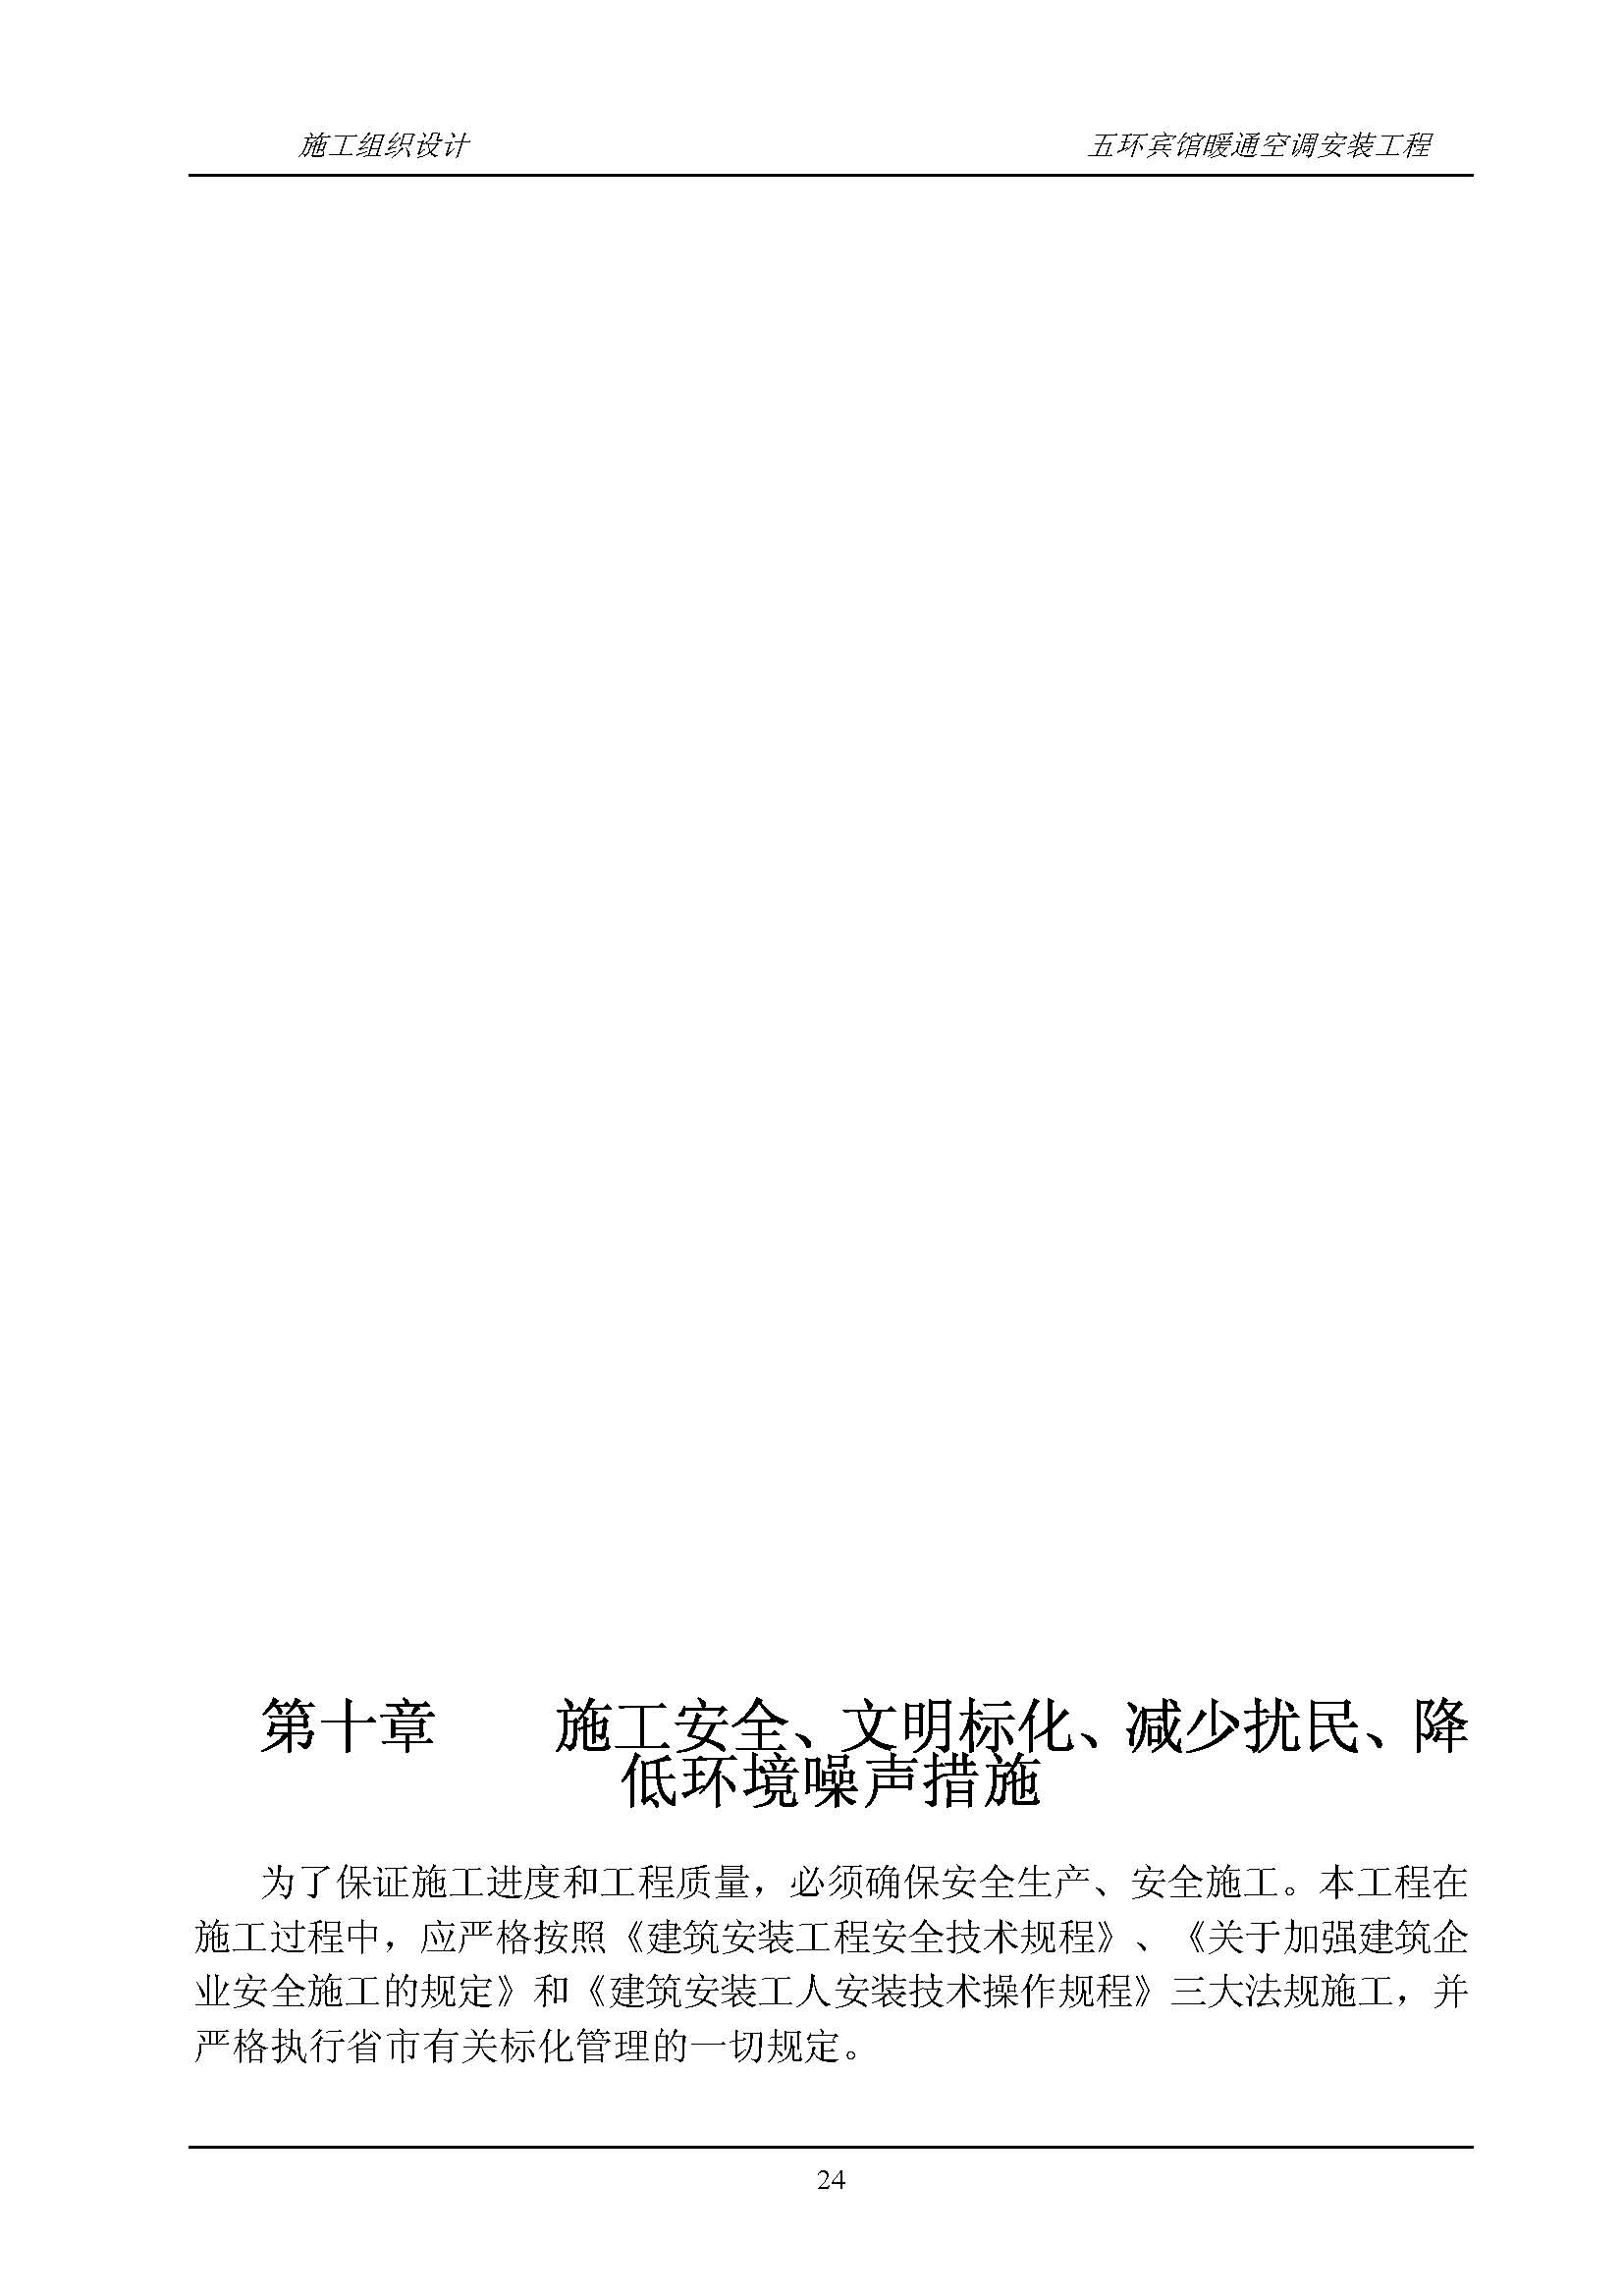 施工组织设计 五环宾馆暖通空调安装工程
第十章 施工安全、文明标化、减少扰民、降
低环境噪声措施
为了保证施工进度和工程质量，必须确保安全生产、安全施工。本工程在
施工过程中，应严格按照《建筑安装工程安全技术规程》、《关于加强建筑企
业安全施工的规定》和《建筑安装工人安装技术操作规程》三大法规施工，并
严格执行省市有关标化管理的一切规定。
24